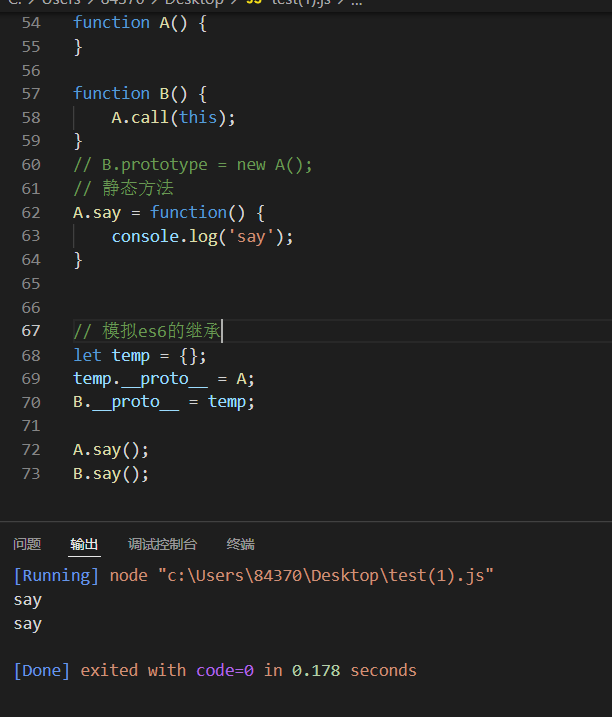 C: > Users > 84370 > Desktop > JS test(1).js > ...
54 function A() {
55 }
56
57 function B() {
58     A.call(this);
59 }
60 // B.prototype = new A();
61 // 静态方法
62 A.say = function() {
63     console.log('say');
64 }
65
66
67 // 模拟es6的继承
68 let temp = {};
69 temp.__proto__ = A;
70 B.__proto__ = temp;
71
72 A.say();
73 B.say();
问题 输出 调试控制台 终端
[Running] node "c:\Users\84370\Desktop\test(1).js"
say
say
[Done] exited with code=0 in 0.178 seconds